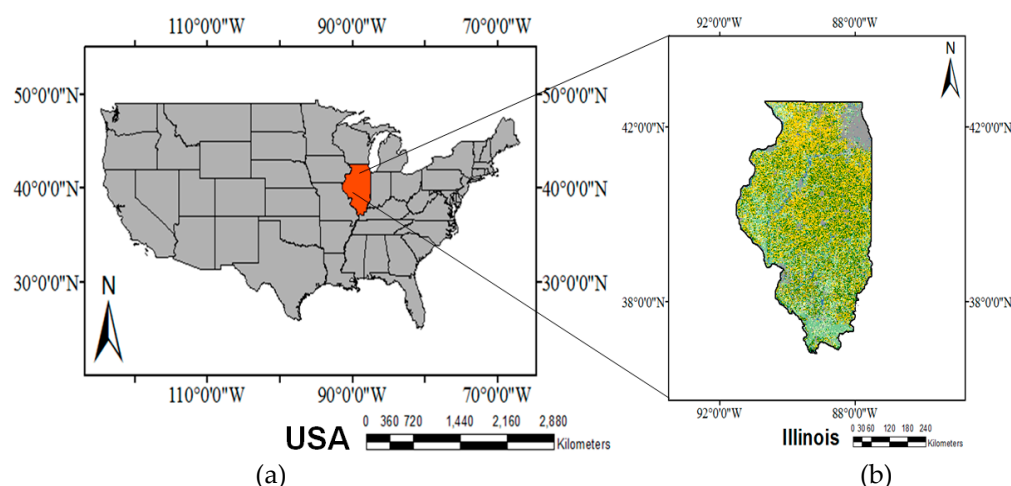 110°0'0"W 90°0'0"W 70°0'0"W
50°0'0"N 50°0'0"N
40°0'0"N 40°0'0"N
30°0'0"N 30°0'0"N
N
110°0'0"W 90°0'0"W 70°0'0"W
USA
0 360 720 1,440 2,160 2,880
Kilometers
(a)
92°0'0"W 88°0'0"W
N
42°0'0"N 42°0'0"N
38°0'0"N 38°0'0"N
92°0'0"W 88°0'0"W
Illinois
0 30 60 120 180 240
Kilometers
(b)